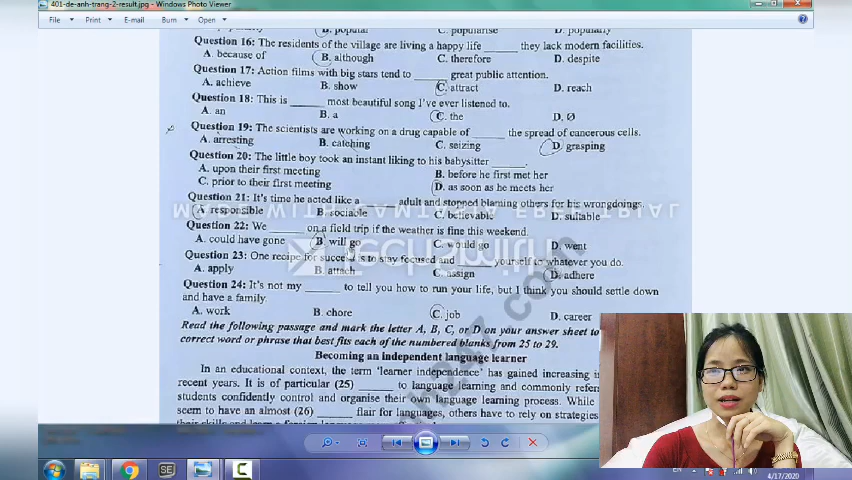 401-de-anh-trang-2-result.jpg - Windows Photo Viewer
File Print E-mail Burn Open
B. popular C. popularise D. popularly
Question 16: The residents of the village are living a happy life ______ they lack modern facilities.
A. because of B. although C. therefore D. despite
Question 17: Action films with big stars tend to ______ great public attention.
A. achieve B. show C. attract D. reach
Question 18: This is ______ most beautiful song I've ever listened to.
A. an B. a C. the D, Ø
Question 19: The scientists are working on a drug capable of ______ the spread of cancerous cells.
A. arresting B. catching C. seizing D. grasping
Question 20: The little boy took an instant liking to his babysitter ______.
A. upon their first meeting B. before he first met her
C. prior to their first meeting D. as soon as he meets her
Question 21: It's time he acted like a ______ adult and stopped blaming others for his wrongdoings.
A. responsible B. sociable C. believable D. suitable
Question 22: We ______ on a field trip if the weather is fine this weekend.
A. could have gone B. will go C. would go D. went
Question 23: One recipe for success is to stay focused and ______ yourself to whatever you do.
A. apply B. attach C. assign D. adhere
Question 24: It's not my ______ to tell you how to run your life, but I think you should settle down
and have a family.
A. work B. chore C. job D. career
Read the following passage and mark the letter A, B, C, or D on your answer sheet to
correct word or phrase that best fits each of the numbered blanks from 25 to 29.
Becoming an independent language learner
In an educational context, the term 'learner independence' has gained increasing
recent years. It is of particular (25) ______ to language learning and commonly refers
students confidently control and organise their own language learning process. While
seem to have an almost (26) ______ flair for languages, others have to rely on strategies
4/17/2020